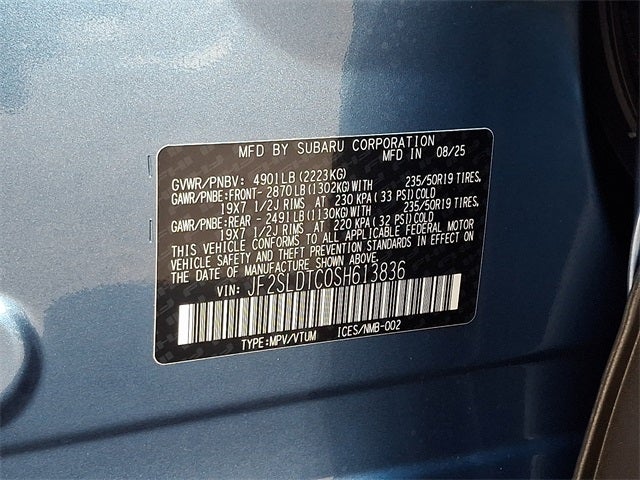 MFD BY SUBARU CORPORATION
MFD IN 08/25
GVWR/PNBV: 4901LB(2223KG)
GAWR/PNBE:FRONT-2870LB(1302KG)WITH 235/50R19 TIRES,
19X7 1/2J RIMS AT 230 KPA(33 PSI)COLD
GAWR/PNBE:REAR -2491LB(1130KG)WITH 235/50R19 TIRES,
19X7 1/2J RIMS AT 220 KPA(32 PSI)COLD
THIS VEHICLE CONFORMS TO ALL APPLICABLE FEDERAL MOTOR
VEHICLE SAFETY AND THEFT PREVENTION STANDARDS IN EFFECT ON
THE DATE OF MANUFACTURE SHOWN ABOVE.
VIN: JF2SLDTC0SH613836
TYPE:MPV/VTUM ICES/NMB-002